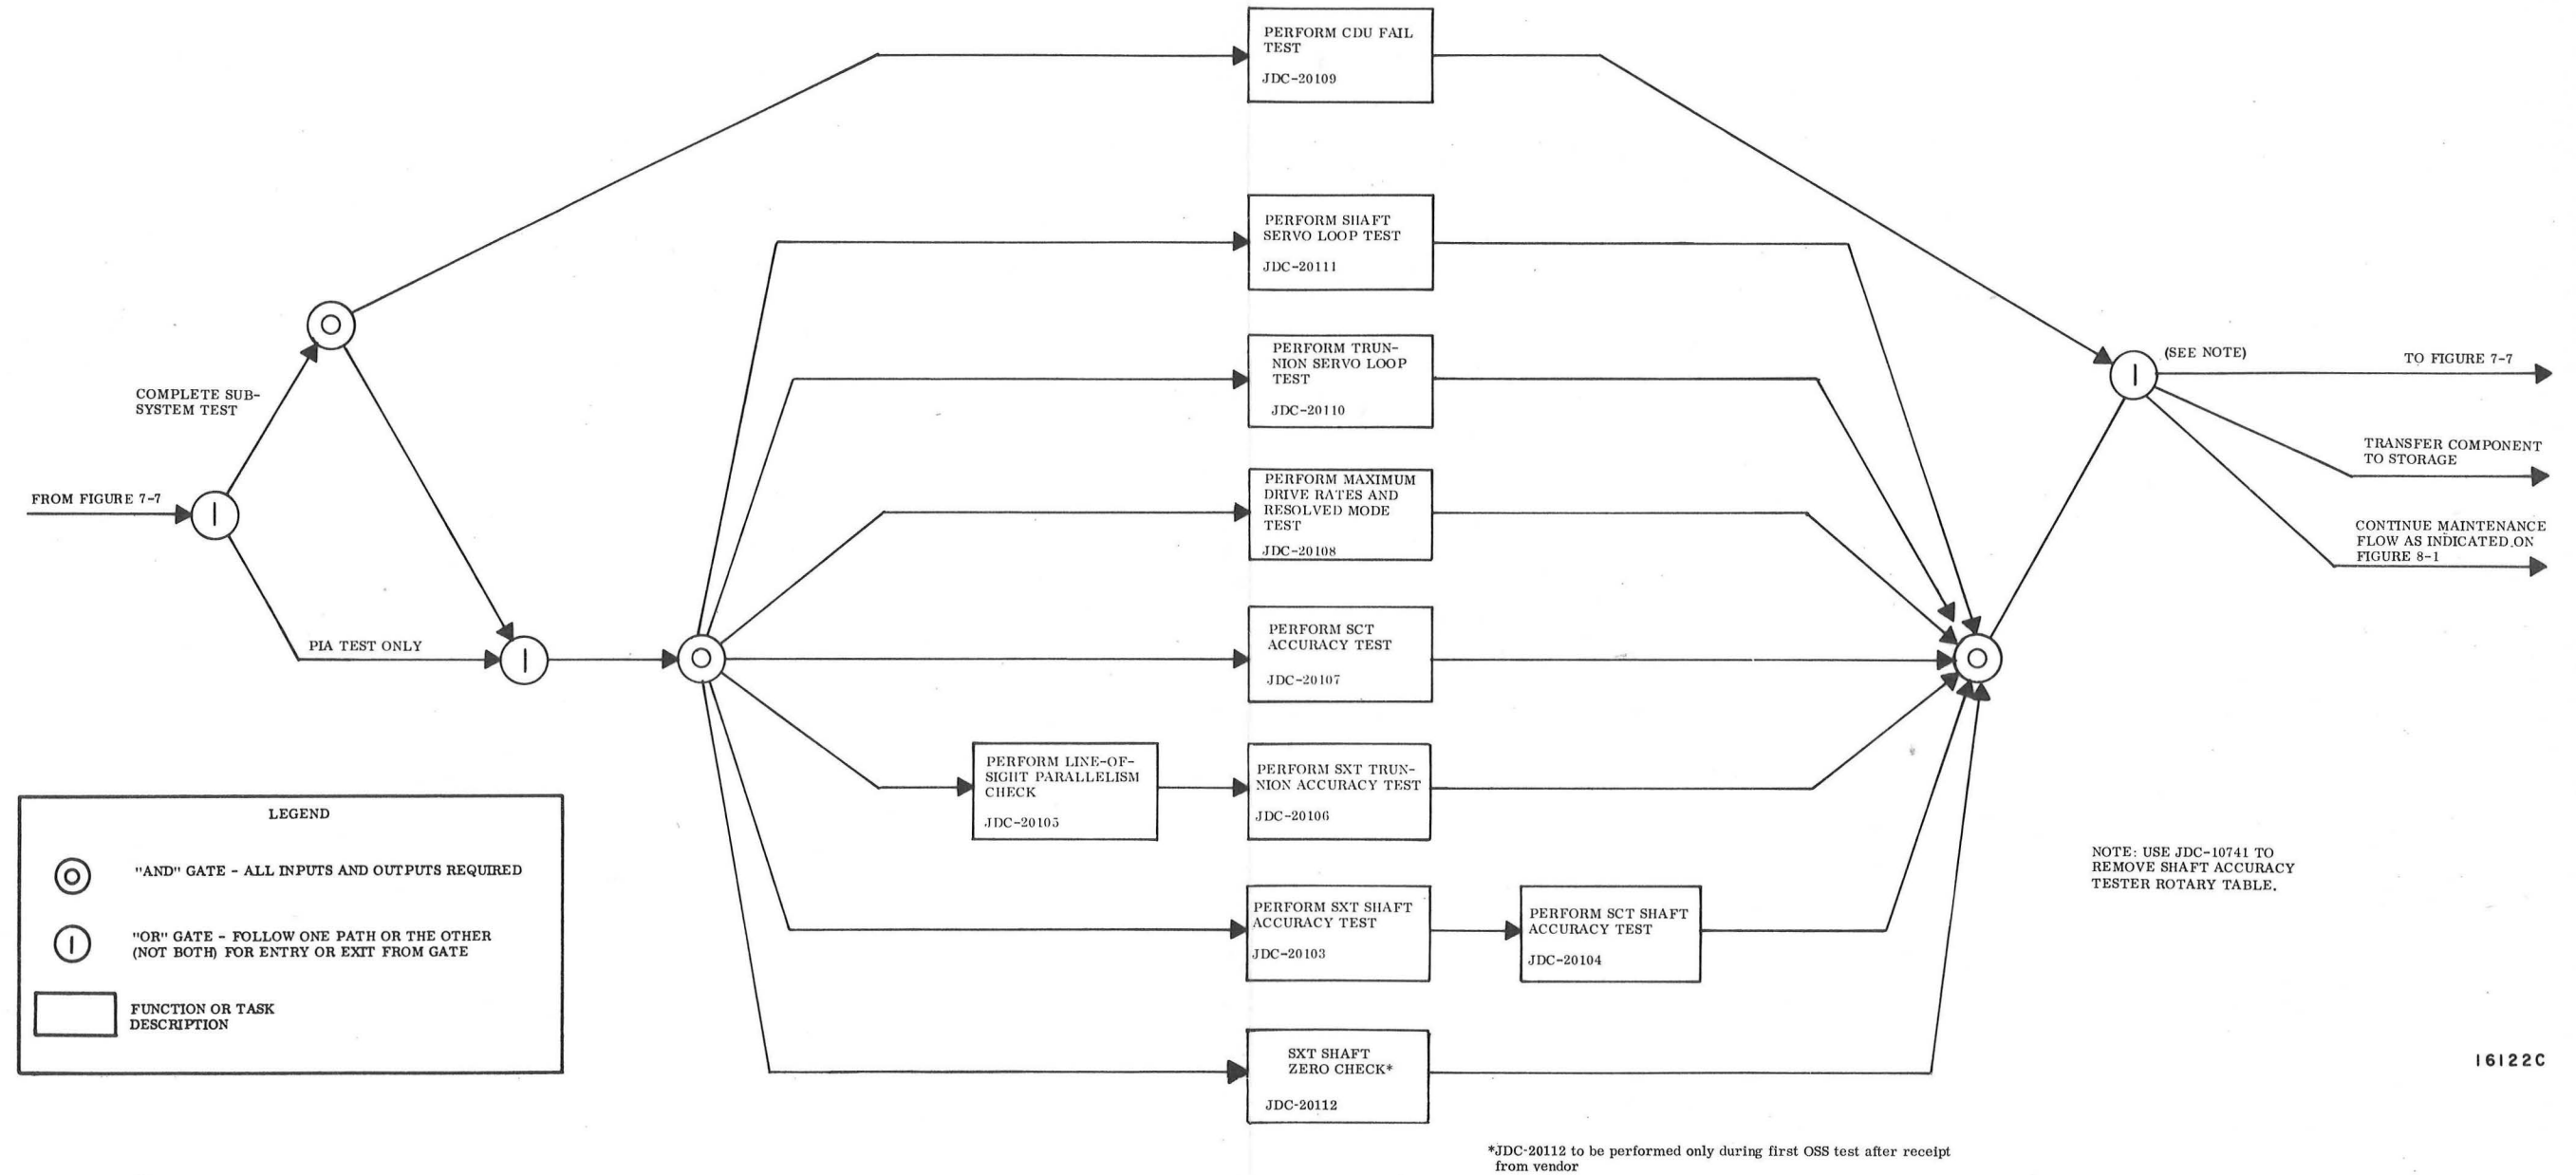 PERFORM CDU FAIL
TEST
JDC-20109
PERFORM SHAFT
SERVO LOOP TEST
JDC-20111
PERFORM TRUN-
NION SERVO LOOP
TEST
JDC-20110
(SEE NOTE)
TO FIGURE 7-7
COMPLETE SUB-
SYSTEM TEST
TRANSFER COMPONENT
TO STORAGE
FROM FIGURE 7-7
PERFORM MAXIMUM
DRIVE RATES AND
RESOLVED MODE
TEST
JDC-20108
CONTINUE MAINTENANCE
FLOW AS INDICATED ON
FIGURE 8-1
PIA TEST ONLY
PERFORM SCT
ACCURACY TEST
JDC-20107
PERFORM LINE-OF-
SIGHT PARALLELISM
CHECK
JDC-20105
PERFORM SXT TRUN-
NION ACCURACY TEST
JDC-20106
LEGEND
"AND" GATE - ALL INPUTS AND OUTPUTS REQUIRED
"OR" GATE - FOLLOW ONE PATH OR THE OTHER
(NOT BOTH) FOR ENTRY OR EXIT FROM GATE
FUNCTION OR TASK
DESCRIPTION
NOTE: USE JDC-10741 TO
REMOVE SHAFT ACCURACY
TESTER ROTARY TABLE.
PERFORM SXT SHAFT
ACCURACY TEST
JDC-20103
PERFORM SCT SHAFT
ACCURACY TEST
JDC-20104
SXT SHAFT
ZERO CHECK*
JDC-20112
16122C
*JDC-20112 to be performed only during first OSS test after receipt
from vendor